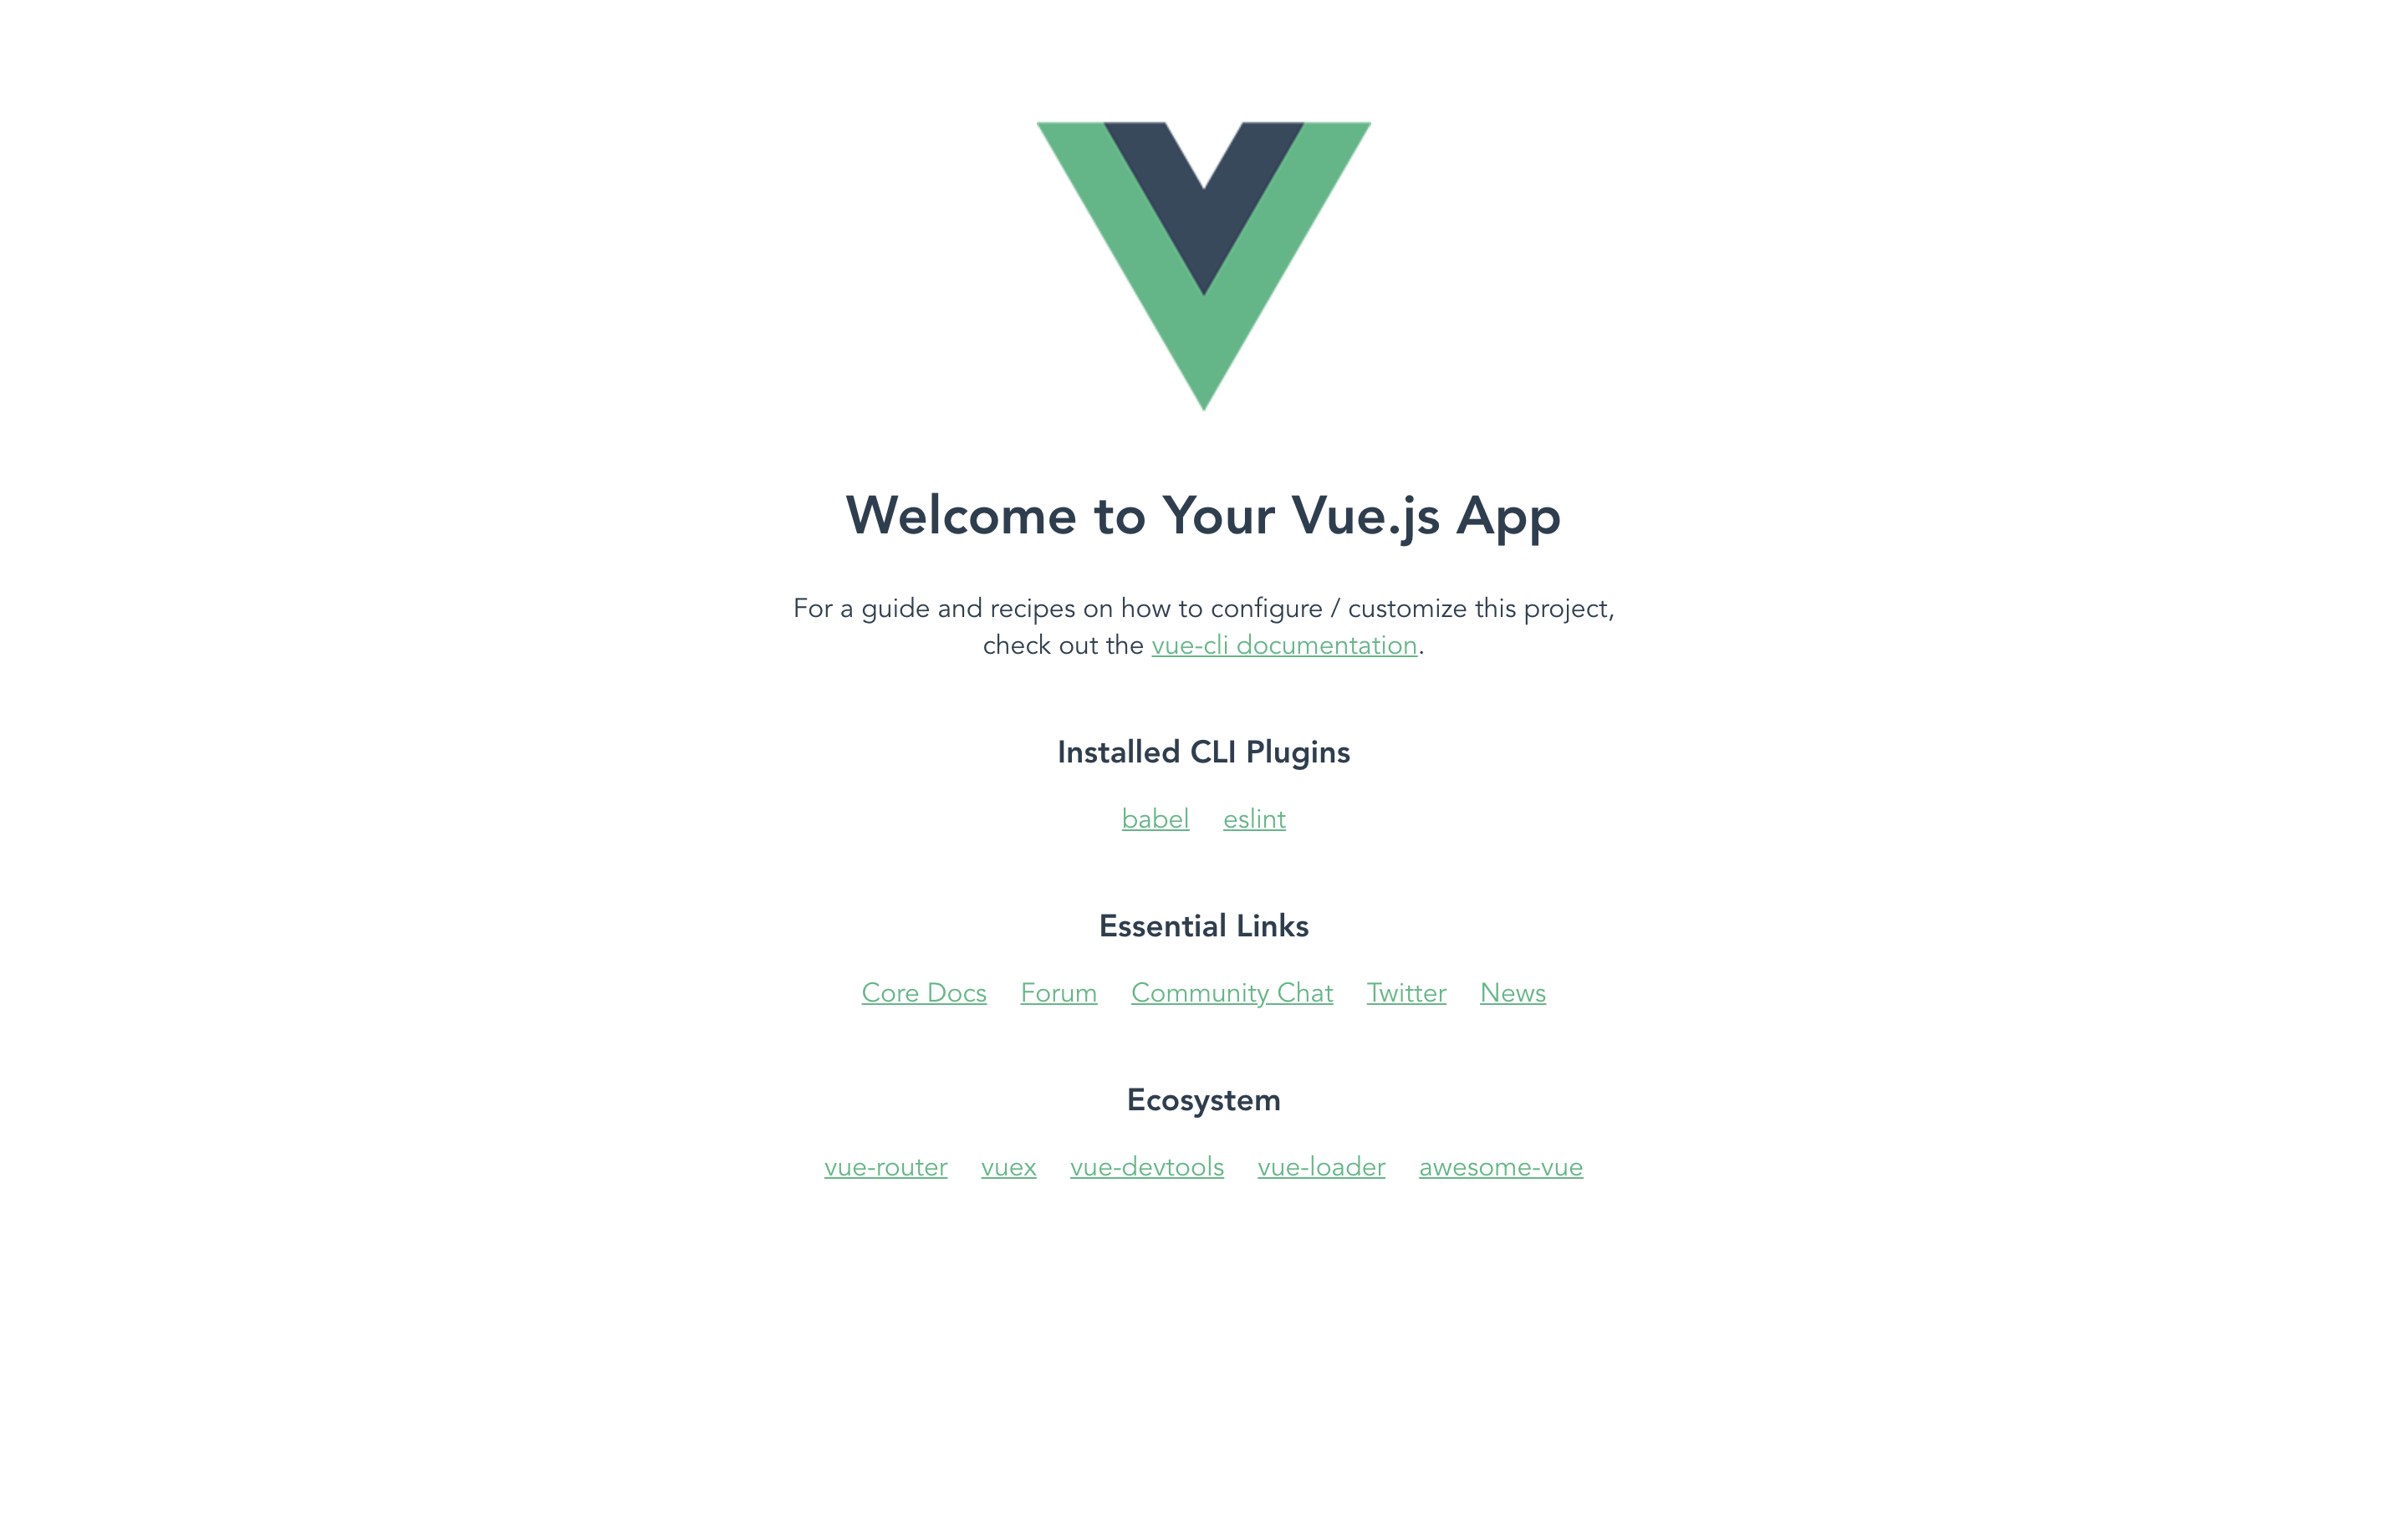 Welcome to Your Vue.js App
For a guide and recipes on how to configure / customize this project,
check out the vue-cli documentation.
Installed CLI Plugins
babel eslint
Essential Links
Core Docs Forum Community Chat Twitter News
Ecosystem
vue-router vuex vue-devtools vue-loader awesome-vue